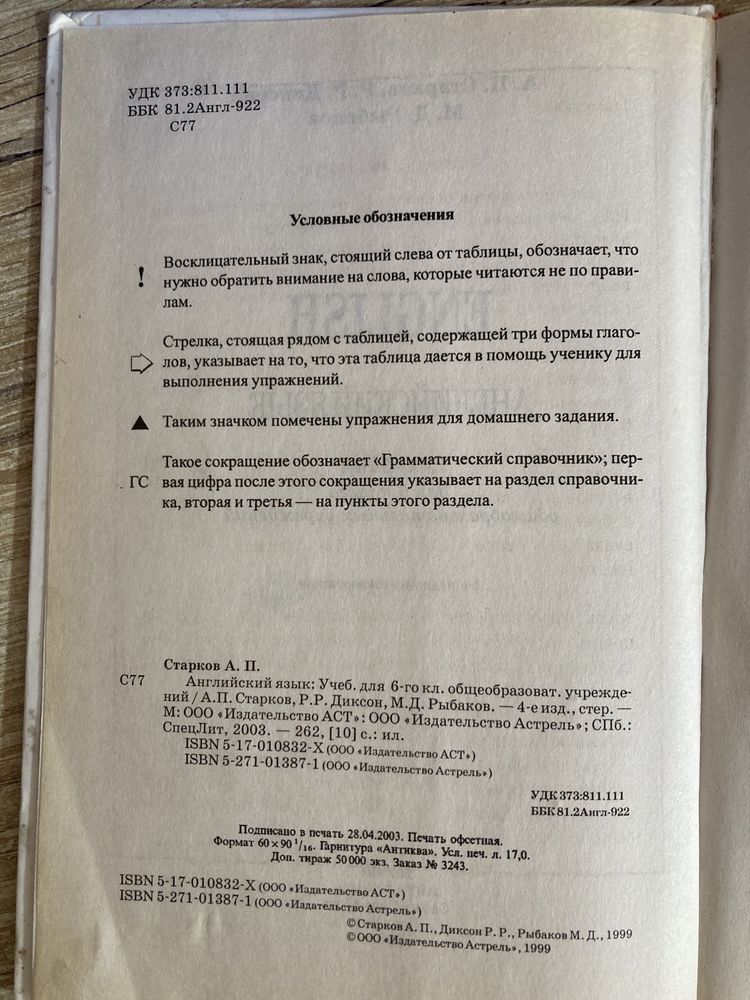 УДК 373:811.111
ББК 81.2Англ-922
С77
Условные обозначения
! Восклицательный знак, стоящий слева от таблицы, обозначает, что
нужно обратить внимание на слова, которые читаются не по прави-
лам.
Стрелка, стоящая рядом с таблицей, содержащей три формы глаго-
лов, указывает на то, что эта таблица дается в помощь ученику для
выполнения упражнений.
▲ Таким значком помечены упражнения для домашнего задания.
Такое сокращение обозначает «Грамматический справочник»; пер-
ГС вая цифра после этого сокращения указывает на раздел справочни-
ка, вторая и третья — на пункты этого раздела.
Старков А. П.
С77 Английский язык: Учеб. для 6-го кл. общеобразоват. учрежде-
ний / А.П. Старков, Р.Р. Диксон, М.Д. Рыбаков. — 4-е изд., стер. —
М: ООО «Издательство АСТ»: ООО «Издательство Астрель»; СПб.:
СпецЛит, 2003. — 262, [10] с.: ил.
ISBN 5-17-010832-X (ООО «Издательство АСТ»)
ISBN 5-271-01387-1 (ООО «Издательство Астрель»)
УДК 373:811.111
ББК 81.2Англ-922
Подписано в печать 28.04.2003. Печать офсетная.
Формат 60×90 1/16. Гарнитура «Антиква». Усл. печ. л. 17,0.
Доп. тираж 50 000 экз. Заказ № 3243.
ISBN 5-17-010832-X (ООО «Издательство АСТ»)
ISBN 5-271-01387-1 (ООО «Издательство Астрель»)
© Старков А. П., Диксон Р. Р., Рыбаков М. Д., 1999
© ООО «Издательство Астрель», 1999